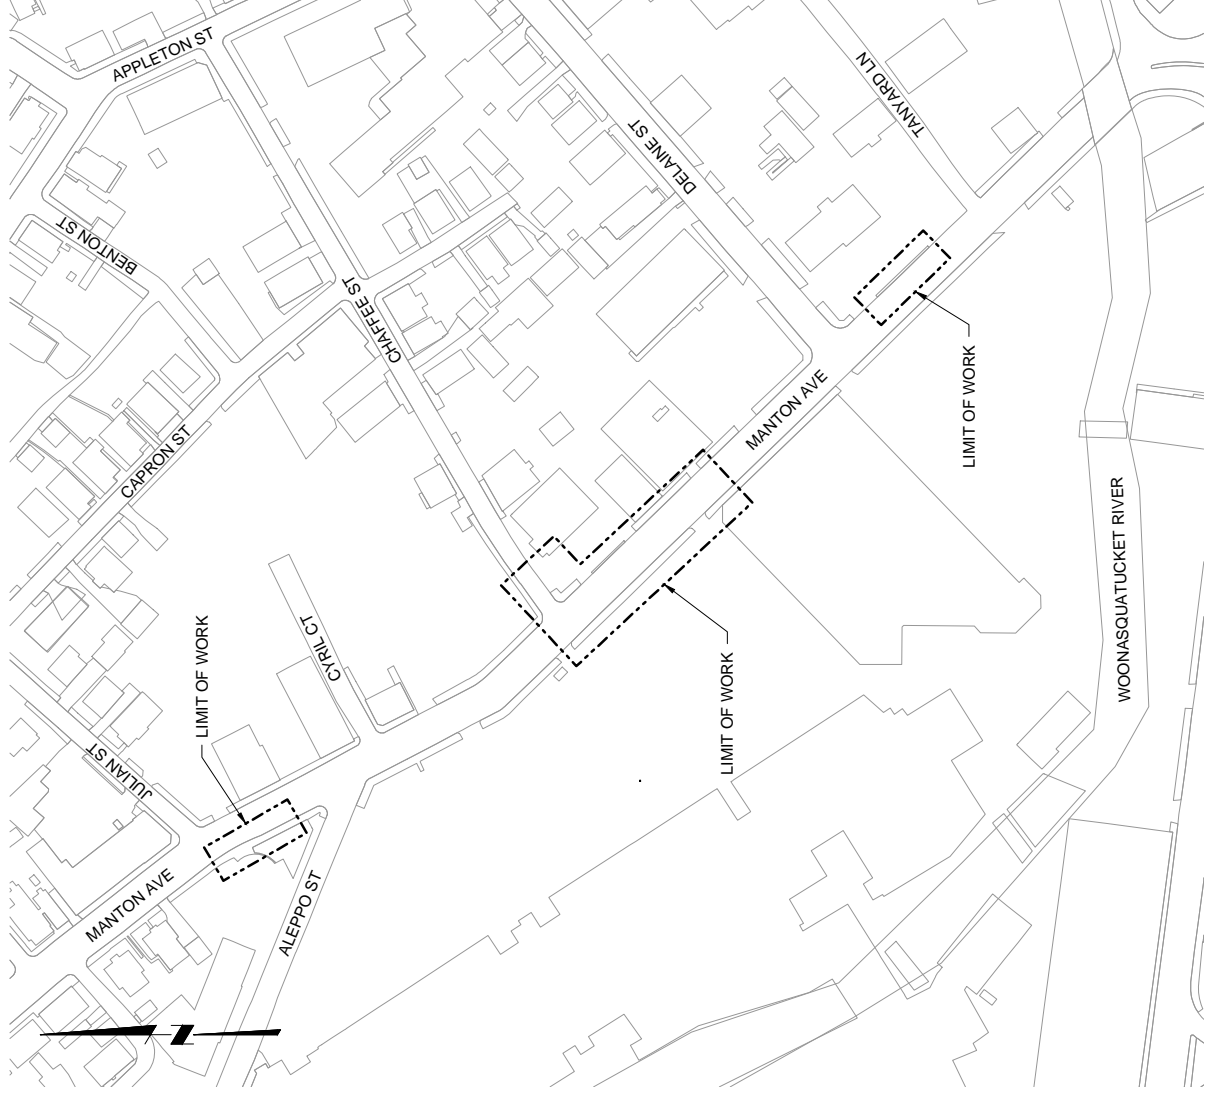 APPLETON ST
BENTON ST
CHAFFEE ST
DELAINE ST
TANYARD LN
LIMIT OF WORK
MANTON AVE
CAPRON ST
WOONASQUATUCKET RIVER
CYRIL CT
LIMIT OF WORK
LIMIT OF WORK
JULIAN ST
MANTON AVE
ALEPPO ST
N